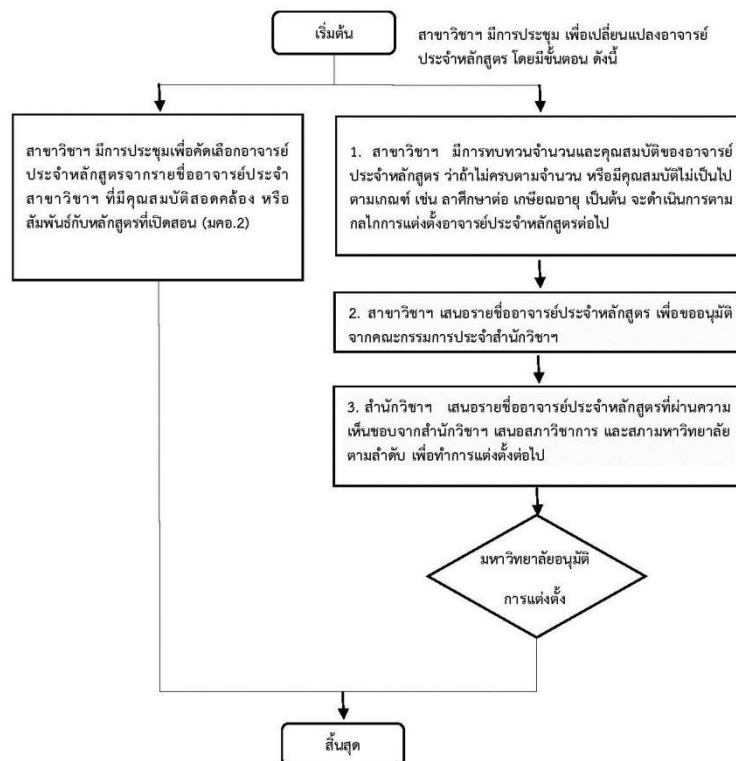 เริ่มต้น
สาขาวิชาฯ มีการประชุม เพื่อเปลี่ยนแปลงอาจารย์
ประจำหลักสูตร โดยมีขั้นตอน ดังนี้
สาขาวิชาฯ มีการประชุมเพื่อคัดเลือกอาจารย์
ประจำหลักสูตรจากรายชื่ออาจารย์ประจำ
สาขาวิชาฯ ที่มีคุณสมบัติสอดคล้อง หรือ
สัมพันธ์กับหลักสูตรที่เปิดสอน (มคอ.2)
1. สาขาวิชาฯ มีการทบทวนจำนวนและคุณสมบัติของอาจารย์
ประจำหลักสูตร ว่าถ้าไม่ครบตามจำนวน หรือมีคุณสมบัติไม่เป็นไป
ตามเกณฑ์ เช่น ลาศึกษาต่อ เกษียณอายุ เป็นต้น จะดำเนินการตาม
กลไกการแต่งตั้งอาจารย์ประจำหลักสูตรต่อไป
2. สาขาวิชาฯ เสนอรายชื่ออาจารย์ประจำหลักสูตร เพื่อขออนุมัติ
จากคณะกรรมการประจำสำนักวิชาฯ
3. สำนักวิชาฯ เสนอรายชื่ออาจารย์ประจำหลักสูตรที่ผ่านความ
เห็นชอบจากสำนักวิชาฯ เสนอสภาวิชาการ และสภามหาวิทยาลัย
ตามลำดับ เพื่อทำการแต่งตั้งต่อไป
มหาวิทยาลัยอนุมัติ
การแต่งตั้ง
สิ้นสุด